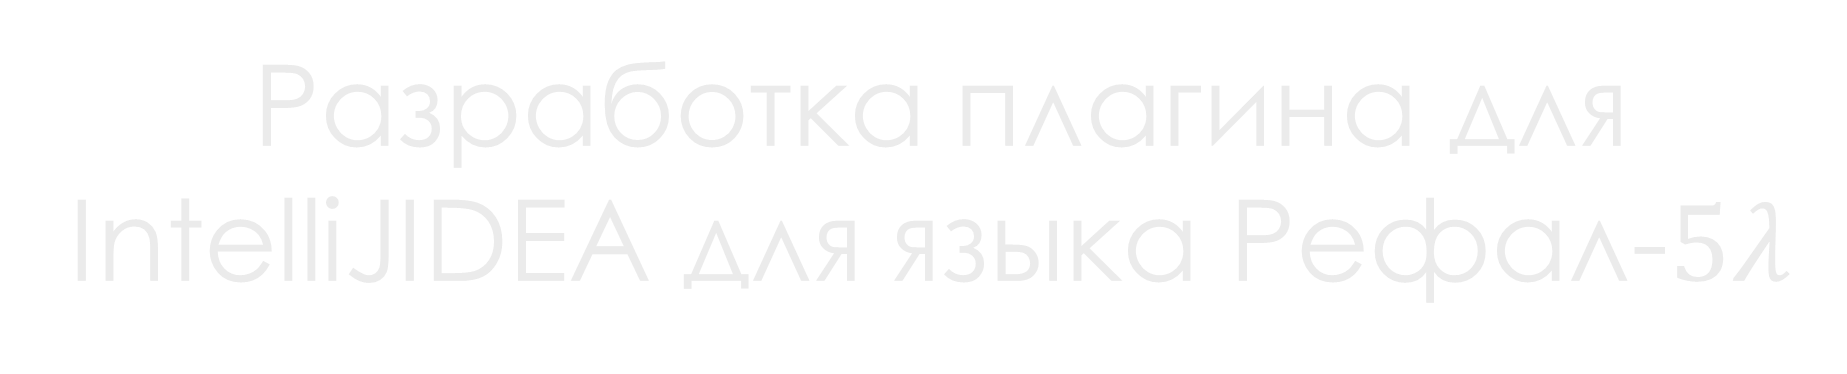 Разработка плагина для
IntelliJIDEA для языка Рефал-5λ